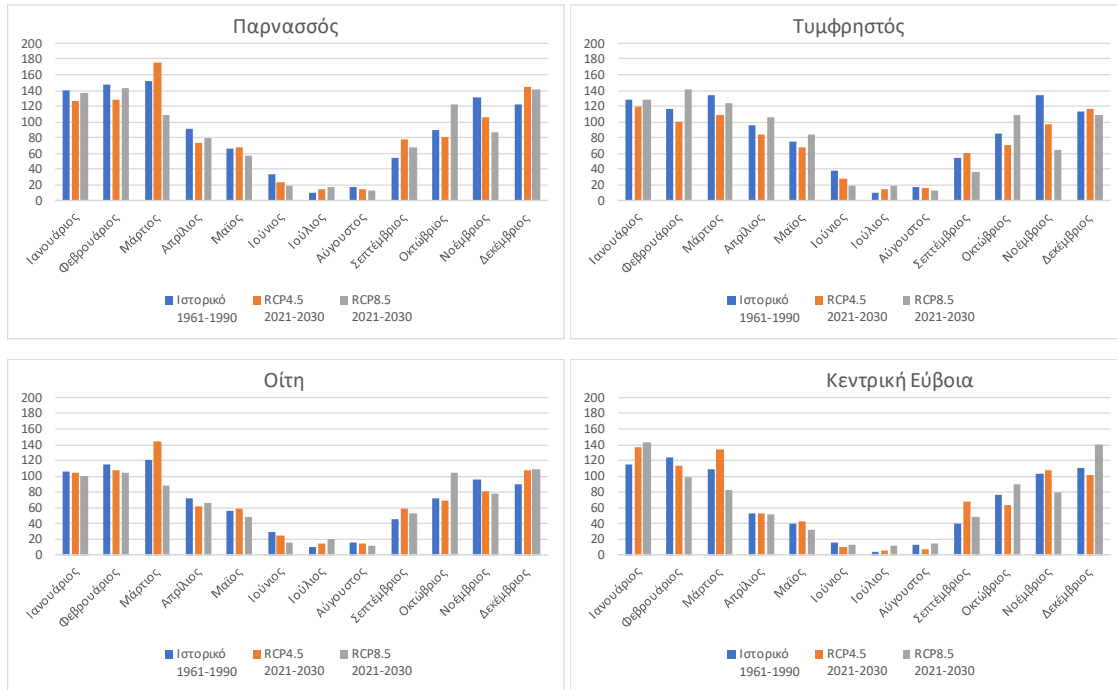 Παρνασσός
200
180
160
140
120
100
80
60
40
20
0
Ιανουάριος
Φεβρουάριος
Μάρτιος
Απρίλιος
Μαϊος
Ιούνιος
Ιούλιος
Αύγουστος
Σεπτέμβριος
Οκτώβριος
Νοέμβριος
Δεκέμβριος
Ιστορικό RCP4.5 RCP8.5
1961-1990 2021-2030 2021-2030
Τυμφρηστός
200
180
160
140
120
100
80
60
40
20
0
Ιανουάριος
Φεβρουάριος
Μάρτιος
Απρίλιος
Μαϊος
Ιούνιος
Ιούλιος
Αύγουστος
Σεπτέμβριος
Οκτώβριος
Νοέμβριος
Δεκέμβριος
Ιστορικό RCP4.5 RCP8.5
1961-1990 2021-2030 2021-2030
Οίτη
200
180
160
140
120
100
80
60
40
20
0
Ιανουάριος
Φεβρουάριος
Μάρτιος
Απρίλιος
Μαϊος
Ιούνιος
Ιούλιος
Αύγουστος
Σεπτέμβριος
Οκτώβριος
Νοέμβριος
Δεκέμβριος
Ιστορικό RCP4.5 RCP8.5
1961-1990 2021-2030 2021-2030
Κεντρική Εύβοια
200
180
160
140
120
100
80
60
40
20
0
Ιανουάριος
Φεβρουάριος
Μάρτιος
Απρίλιος
Μαϊος
Ιούνιος
Ιούλιος
Αύγουστος
Σεπτέμβριος
Οκτώβριος
Νοέμβριος
Δεκέμβριος
Ιστορικό RCP4.5 RCP8.5
1961-1990 2021-2030 2021-2030